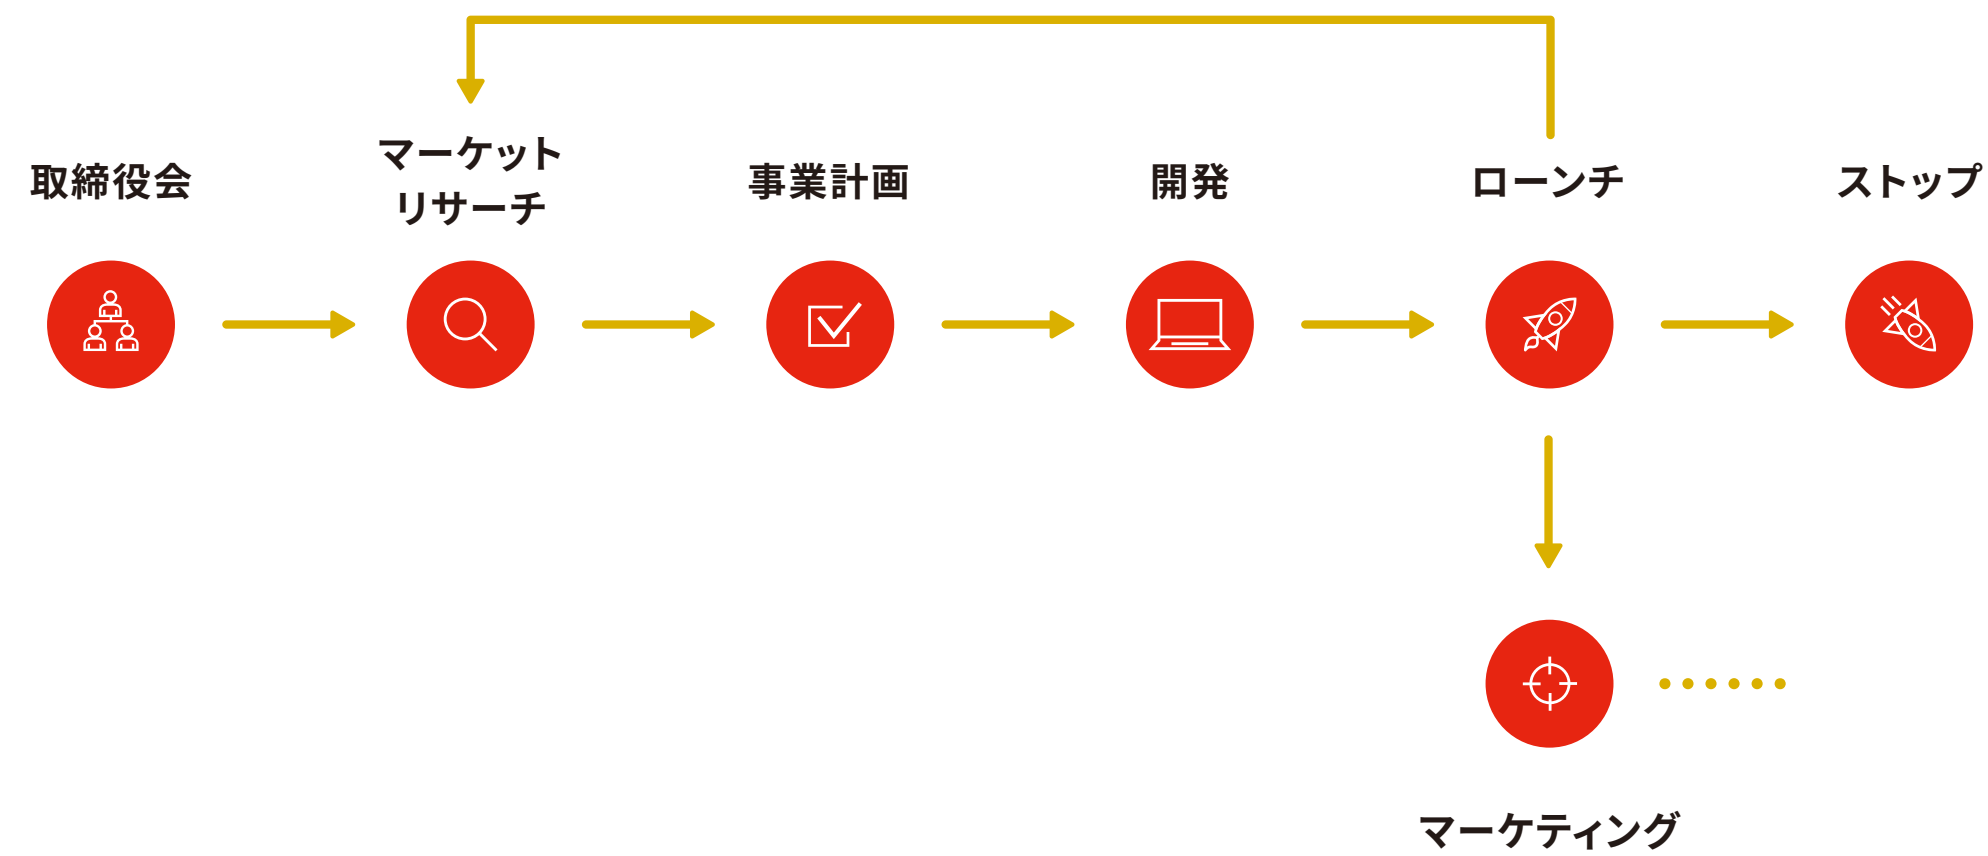 取締役会
マーケット
リサーチ
事業計画
開発
ローンチ
ストップ
マーケティング